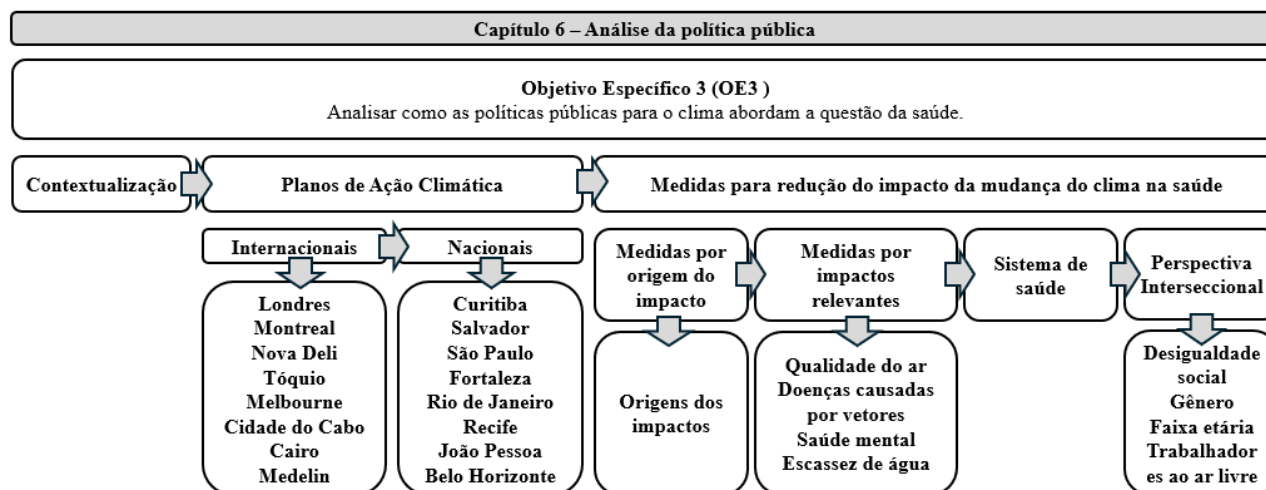 Capítulo 6 – Análise da política pública
Objetivo Específico 3 (OE3 )
Analisar como as políticas públicas para o clima abordam a questão da saúde.
Contextualização
Planos de Ação Climática
Medidas para redução do impacto da mudança do clima na saúde
Internacionais
Londres
Montreal
Nova Deli
Tóquio
Melbourne
Cidade do Cabo
Cairo
Medelin
Nacionais
Curitiba
Salvador
São Paulo
Fortaleza
Rio de Janeiro
Recife
João Pessoa
Belo Horizonte
Medidas por
origem do
impacto
Origens dos
impactos
Medidas por
impactos
relevantes
Qualidade do ar
Doenças causadas
por vetores
Saúde mental
Escassez de água
Sistema de
saúde
Perspectiva
Interseccional
Desigualdade
social
Gênero
Faixa etária
Trabalhador
es ao ar livre